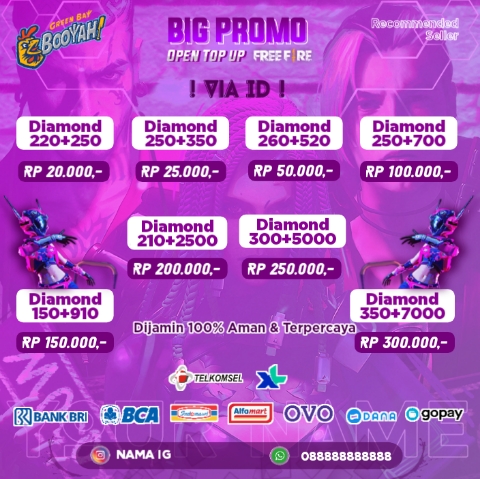 GREEN BAY
BOOYAH!
BIG PROMO
OPEN TOP UP FREE FIRE
Recommended
Seller
! VIA ID !
Diamond
220+250
RP 20.000,-
Diamond
250+350
RP 25.000,-
Diamond
260+520
RP 50.000,-
Diamond
250+700
RP 100.000,-
Diamond
210+2500
RP 200.000,-
Diamond
300+5000
RP 250.000,-
Diamond
150+910
RP 150.000,-
Diamond
350+7000
RP 300.000,-
Dijamin 100% Aman & Terpercaya
TELKOMSEL
XL
BANK BRI
BCA
Indomaret
Alfamart
OVO
DANA
gopay
YOUR NAME
NAMA IG
088888888888